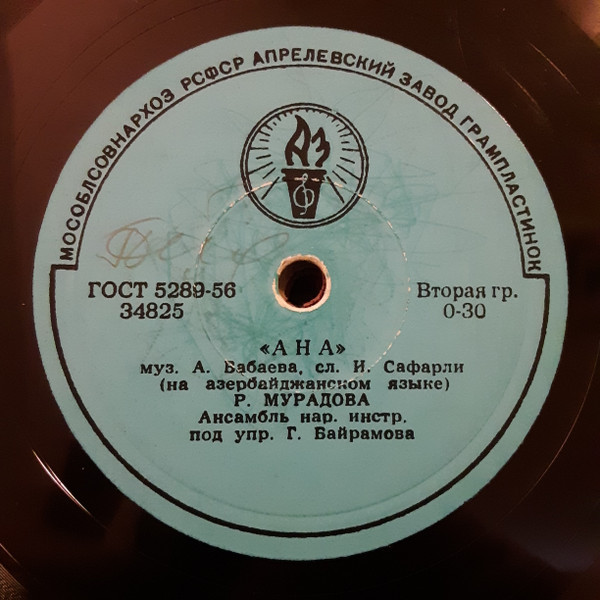 МОСОБЛСОВНАРХОЗ РСФСР АПРЕЛЕВСКИЙ ЗАВОД ГРАМПЛАСТИНОК
АЗ
ГОСТ 5289-56
34825
Вторая гр.
0-30
«АНА»
муз. А. Бабаева, сл. И. Сафарли
(на азербайджанском языке)
Р. МУРАДОВА
Ансамбль нар. инстр.
под упр. Г. Байрамова